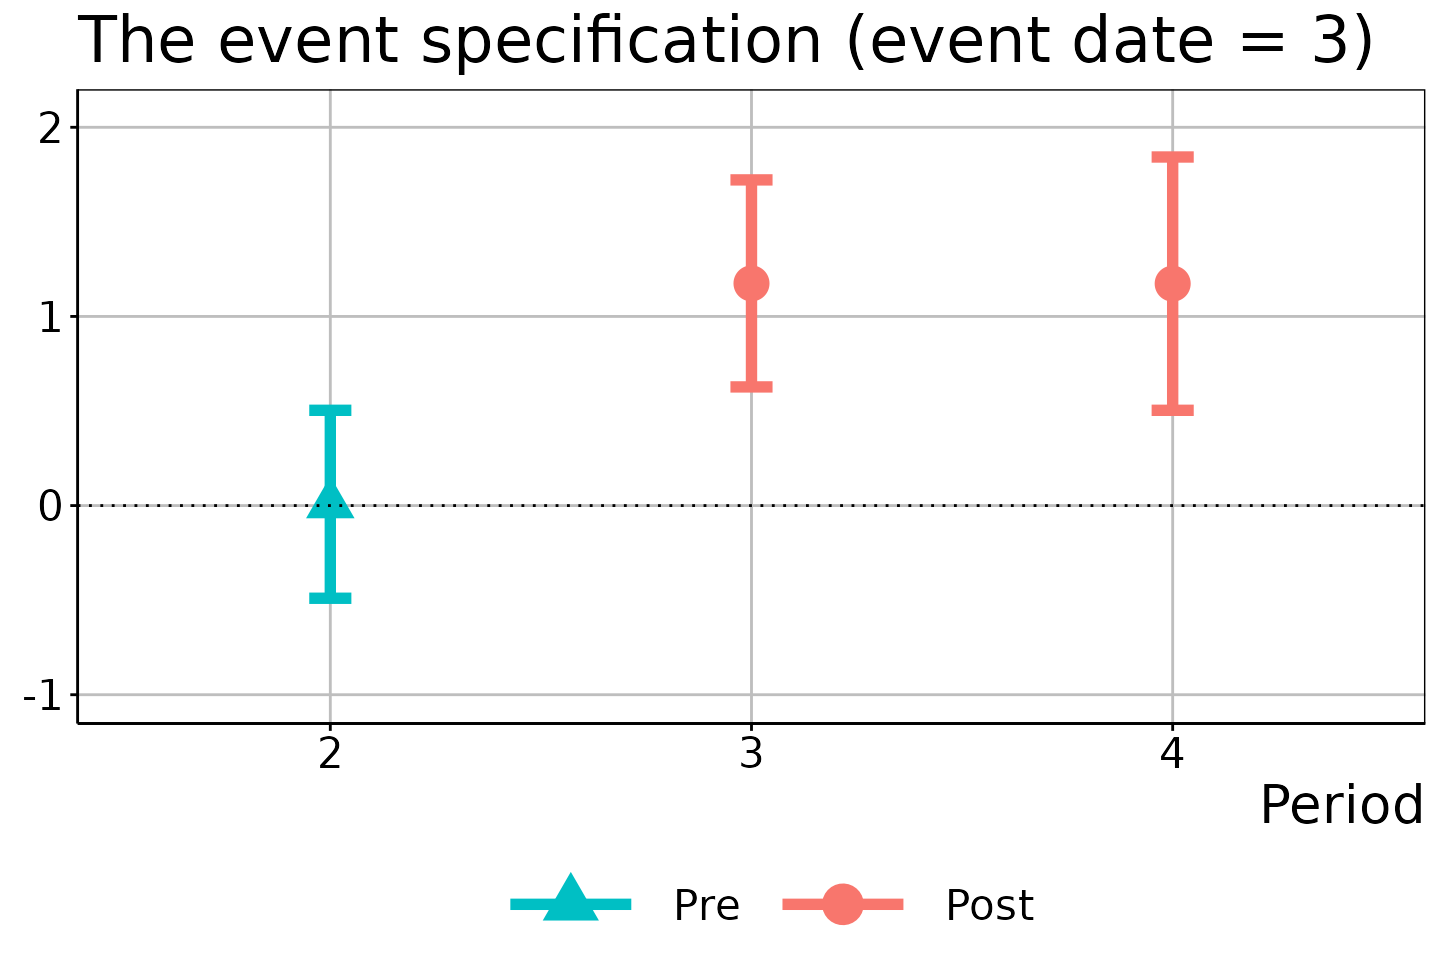 The event specification (event date = 3)
2
1
0
-1
2 3 4
Period
Pre Post